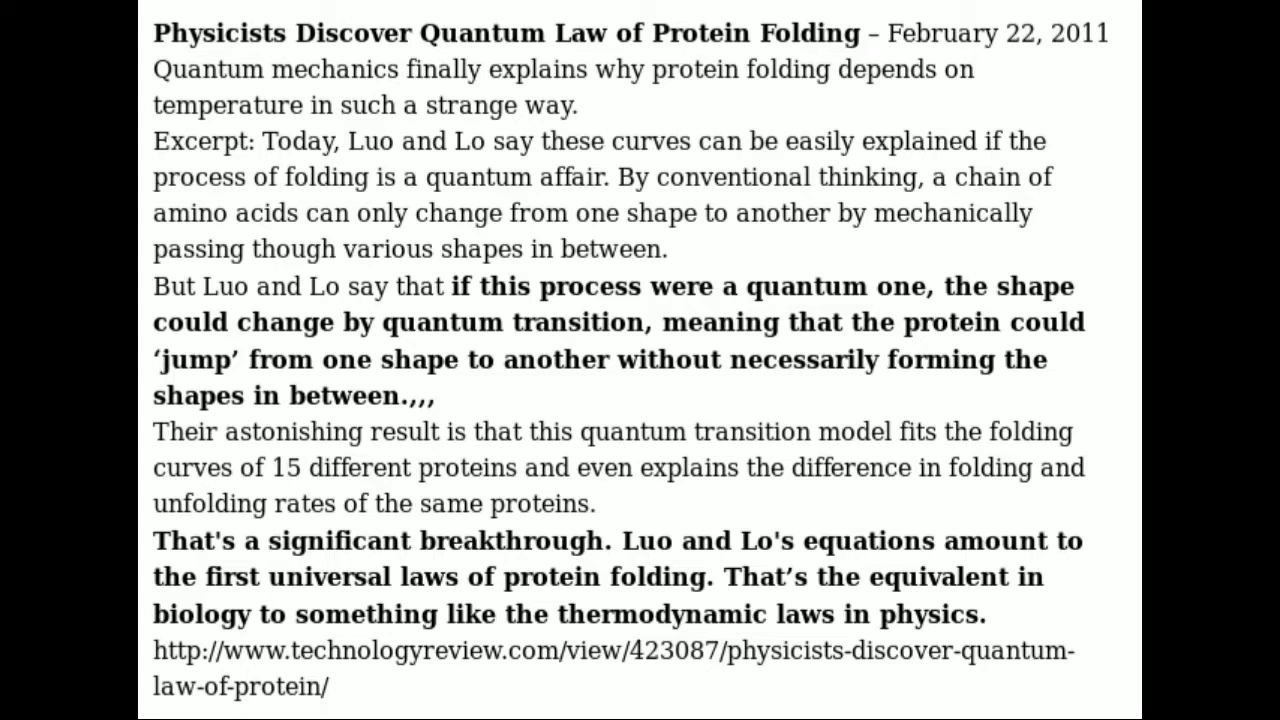 Physicists Discover Quantum Law of Protein Folding – February 22, 2011
Quantum mechanics finally explains why protein folding depends on
temperature in such a strange way.
Excerpt: Today, Luo and Lo say these curves can be easily explained if the
process of folding is a quantum affair. By conventional thinking, a chain of
amino acids can only change from one shape to another by mechanically
passing though various shapes in between.
But Luo and Lo say that if this process were a quantum one, the shape
could change by quantum transition, meaning that the protein could
‘jump’ from one shape to another without necessarily forming the
shapes in between.,,,
Their astonishing result is that this quantum transition model fits the folding
curves of 15 different proteins and even explains the difference in folding and
unfolding rates of the same proteins.
That's a significant breakthrough. Luo and Lo's equations amount to
the first universal laws of protein folding. That’s the equivalent in
biology to something like the thermodynamic laws in physics.
http://www.technologyreview.com/view/423087/physicists-discover-quantum-
law-of-protein/